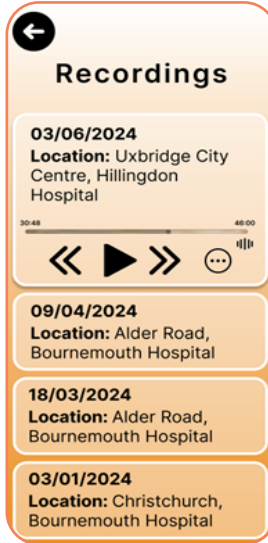 Recordings
03/06/2024
Location: Uxbridge City
Centre, Hillingdon
Hospital
30:48 46:00
09/04/2024
Location: Alder Road,
Bournemouth Hospital
18/03/2024
Location: Alder Road,
Bournemouth Hospital
03/01/2024
Location: Christchurch,
Bournemouth Hospital